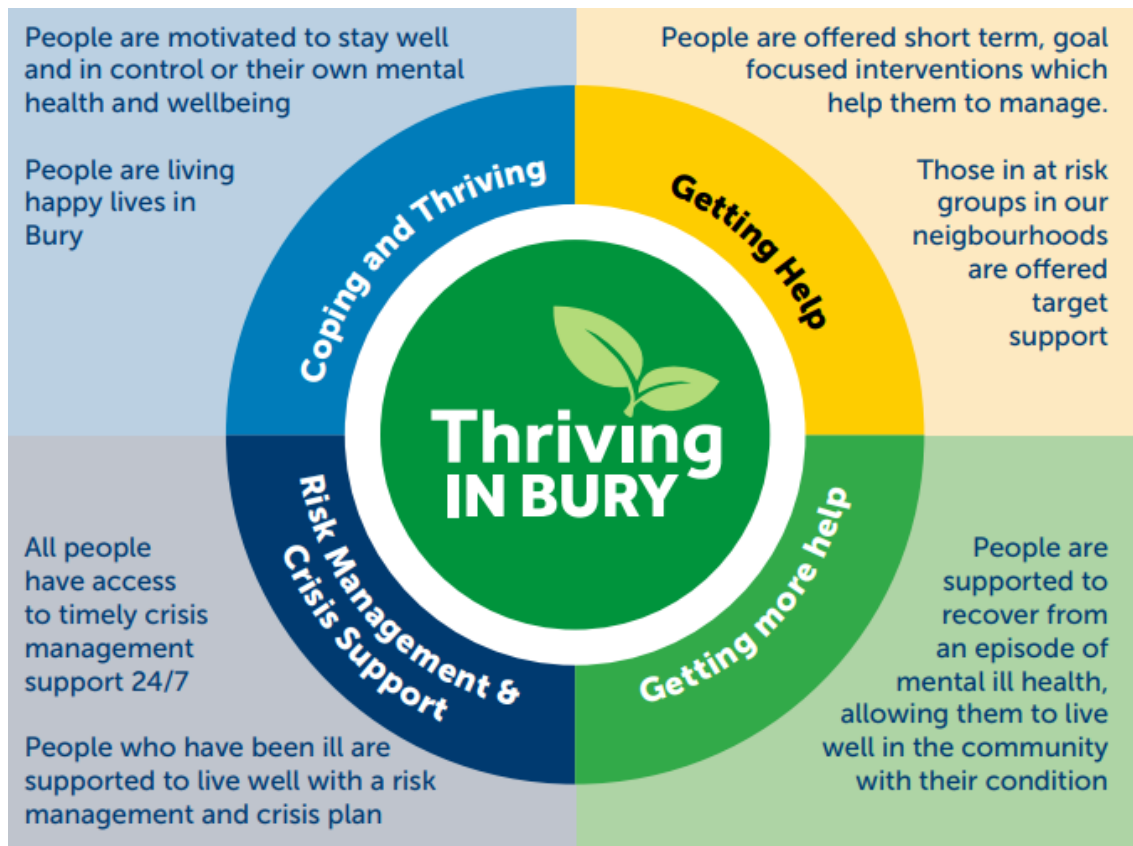 People are motivated to stay well
and in control or their own mental
health and wellbeing
People are living
happy lives in
Bury
Coping and Thriving
People are offered short term, goal
focused interventions which
help them to manage.
Those in at risk
groups in our
neigbourhoods
are offered
target
support
Getting Help
Thriving
IN BURY
Risk Management &
Crisis Support
All people
have access
to timely crisis
management
support 24/7
People who have been ill are
supported to live well with a risk
management and crisis plan
Getting more help
People are
supported to
recover from
an episode of
mental ill health,
allowing them to live
well in the community
with their condition